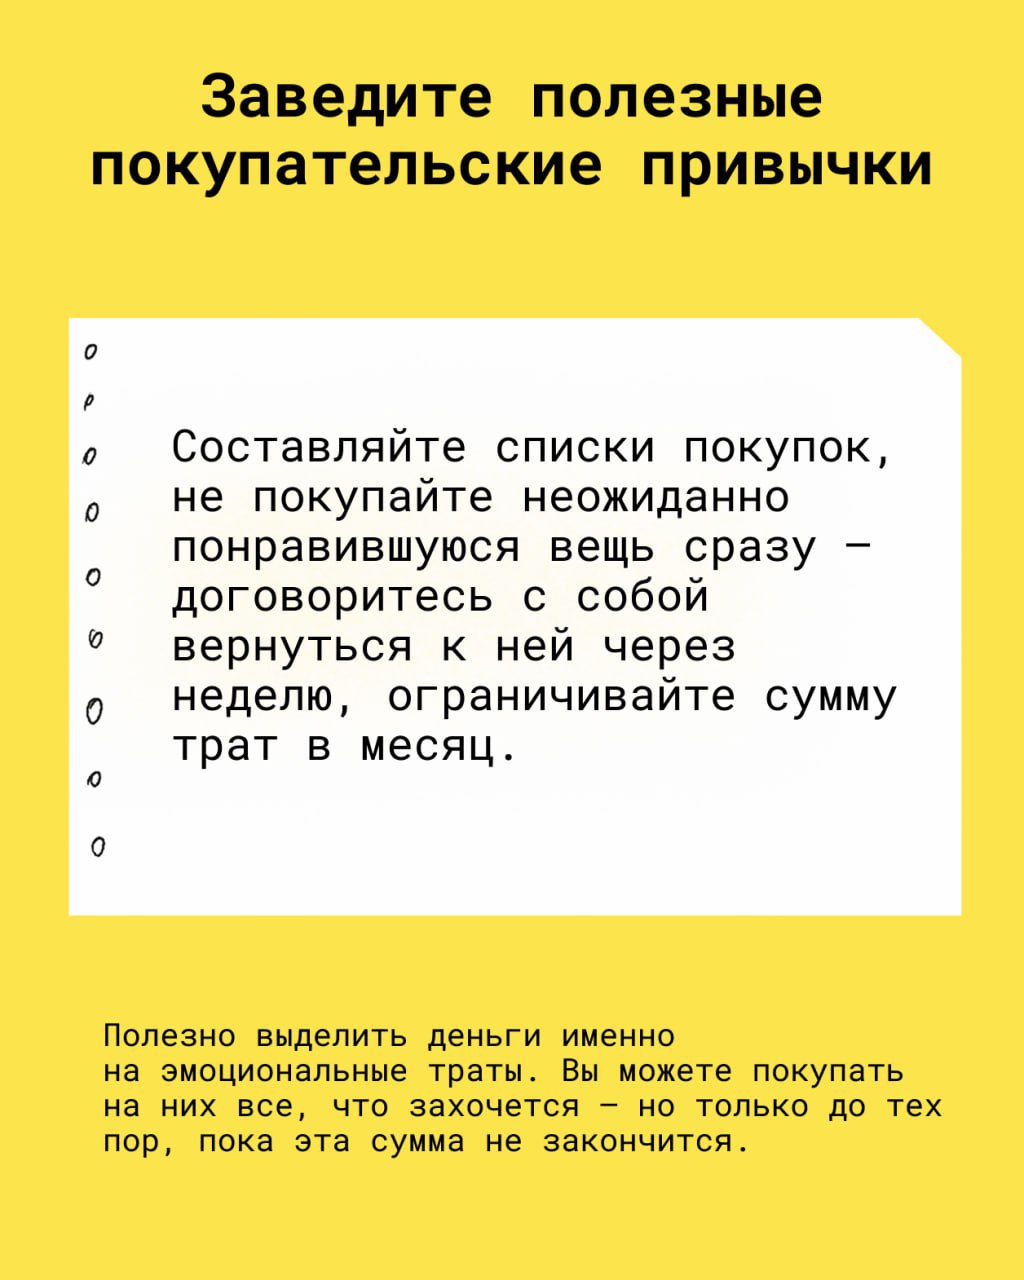 Заведите полезные
покупательские привычки
Составляйте списки покупок,
не покупайте неожиданно
понравившуюся вещь сразу —
договоритесь с собой
вернуться к ней через
неделю, ограничивайте сумму
трат в месяц.
Полезно выделить деньги именно
на эмоциональные траты. Вы можете покупать
на них все, что захочется — но только до тех
пор, пока эта сумма не закончится.